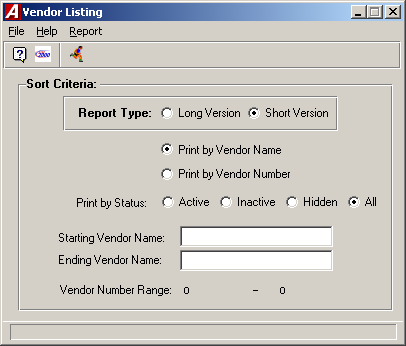 A Vendor Listing
File Help Report
? 2000
Sort Criteria:
Report Type: Long Version Short Version
Print by Vendor Name
Print by Vendor Number
Print by Status: Active Inactive Hidden All
Starting Vendor Name:
Ending Vendor Name:
Vendor Number Range: 0 - 0